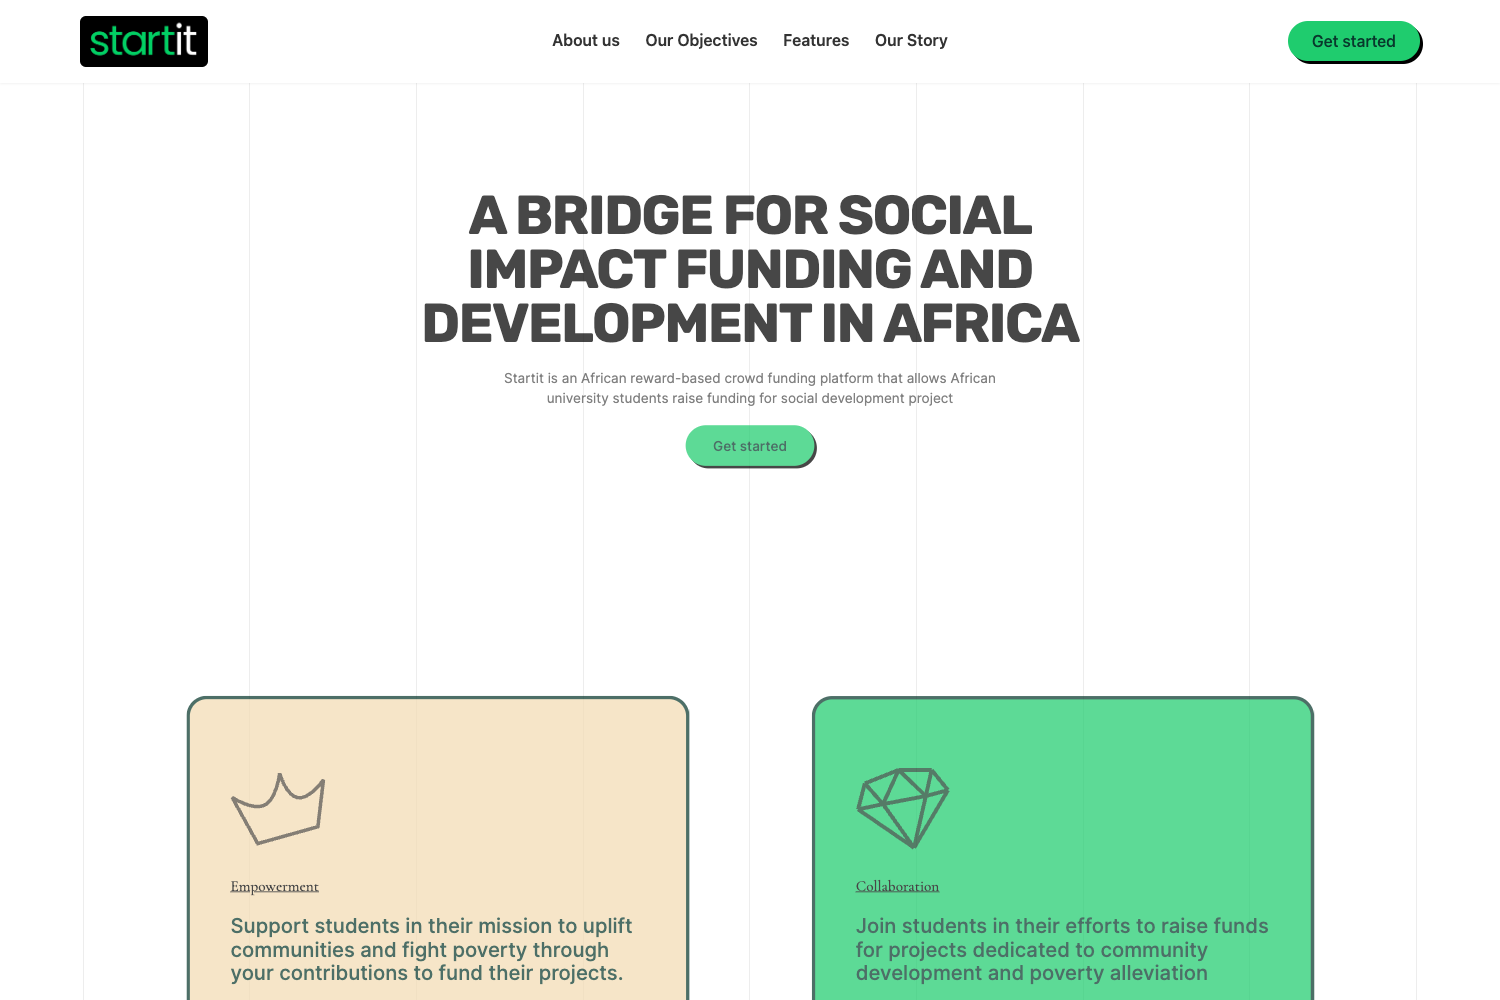 startit
About us
Our Objectives
Features
Our Story
Get started
A BRIDGE FOR SOCIAL
IMPACT FUNDING AND
DEVELOPMENT IN AFRICA
Startit is an African reward-based crowd funding platform that allows African
university students raise funding for social development project
Get started
Empowerment
Support students in their mission to uplift
communities and fight poverty through
your contributions to fund their projects.
Collaboration
Join students in their efforts to raise funds
for projects dedicated to community
development and poverty alleviation